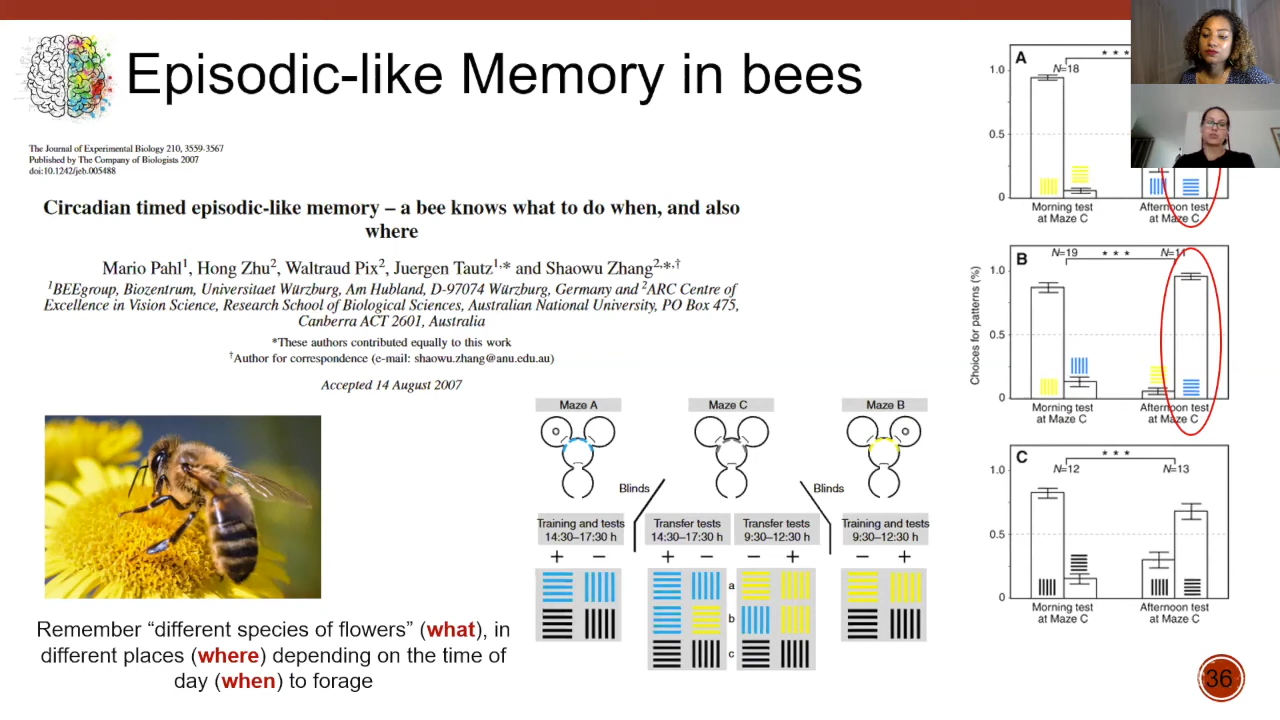 Episodic-like Memory in bees
The Journal of Experimental Biology 210, 3559-3567
Published by The Company of Biologists 2007
doi:10.1242/jeb.005488
Circadian timed episodic-like memory – a bee knows what to do when, and also
where
Mario Pahl1, Hong Zhu2, Waltraud Pix2, Juergen Tautz1,* and Shaowu Zhang2,*,†
1BEEgroup, Biozentrum, Universitaet Würzburg, Am Hubland, D-97074 Würzburg, Germany and 2ARC Centre of
Excellence in Vision Science, Research School of Biological Sciences, Australian National University, PO Box 475,
Canberra ACT 2601, Australia
*These authors contributed equally to this work
†Author for correspondence (e-mail: shaowu.zhang@anu.edu.au)
Accepted 14 August 2007
Remember “different species of flowers” (what), in
different places (where) depending on the time of
day (when) to forage
Maze A
Maze C
Maze B
Blinds
Blinds
Training and tests
14:30–17:30 h
Transfer tests
14:30–17:30 h
Transfer tests
9:30–12:30 h
Training and tests
9:30–12:30 h
+ −
+ −
− +
− +
a
b
c
A
* * *
N=18
1.0
0.5
0
Morning test
at Maze C
Afternoon test
at Maze C
Choices for patterns (%)
B
N=19
* * *
1.0
0.5
0
Morning test
at Maze C
Afternoon test
at Maze C
C
* * *
N=12
N=13
1.0
0.5
0
Morning test
at Maze C
Afternoon test
at Maze C
36